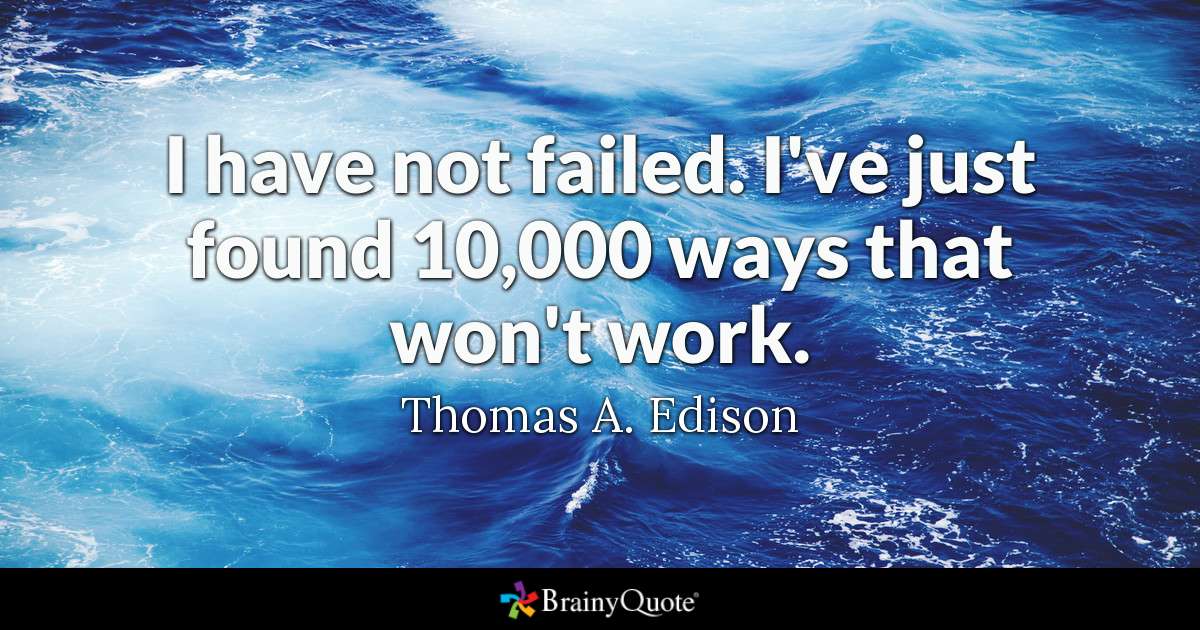 I have not failed. I've just
found 10,000 ways that
won't work.
Thomas A. Edison
BrainyQuote®